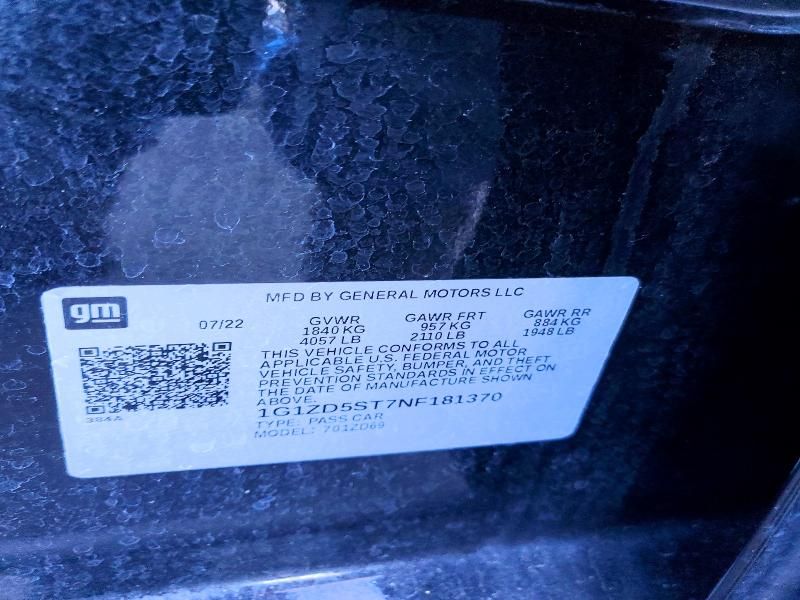 gm
MFD BY GENERAL MOTORS LLC
07/22
GVWR
1840 KG
4057 LB
GAWR FRT
957 KG
2110 LB
GAWR RR
884 KG
1948 LB
THIS VEHICLE CONFORMS TO ALL
APPLICABLE U.S. FEDERAL MOTOR
VEHICLE SAFETY, BUMPER, AND THEFT
PREVENTION STANDARDS IN EFFECT ON
THE DATE OF MANUFACTURE SHOWN
ABOVE.
384A
1G1ZD5ST7NF181370
TYPE: PASS CAR
MODEL: 701ZD69